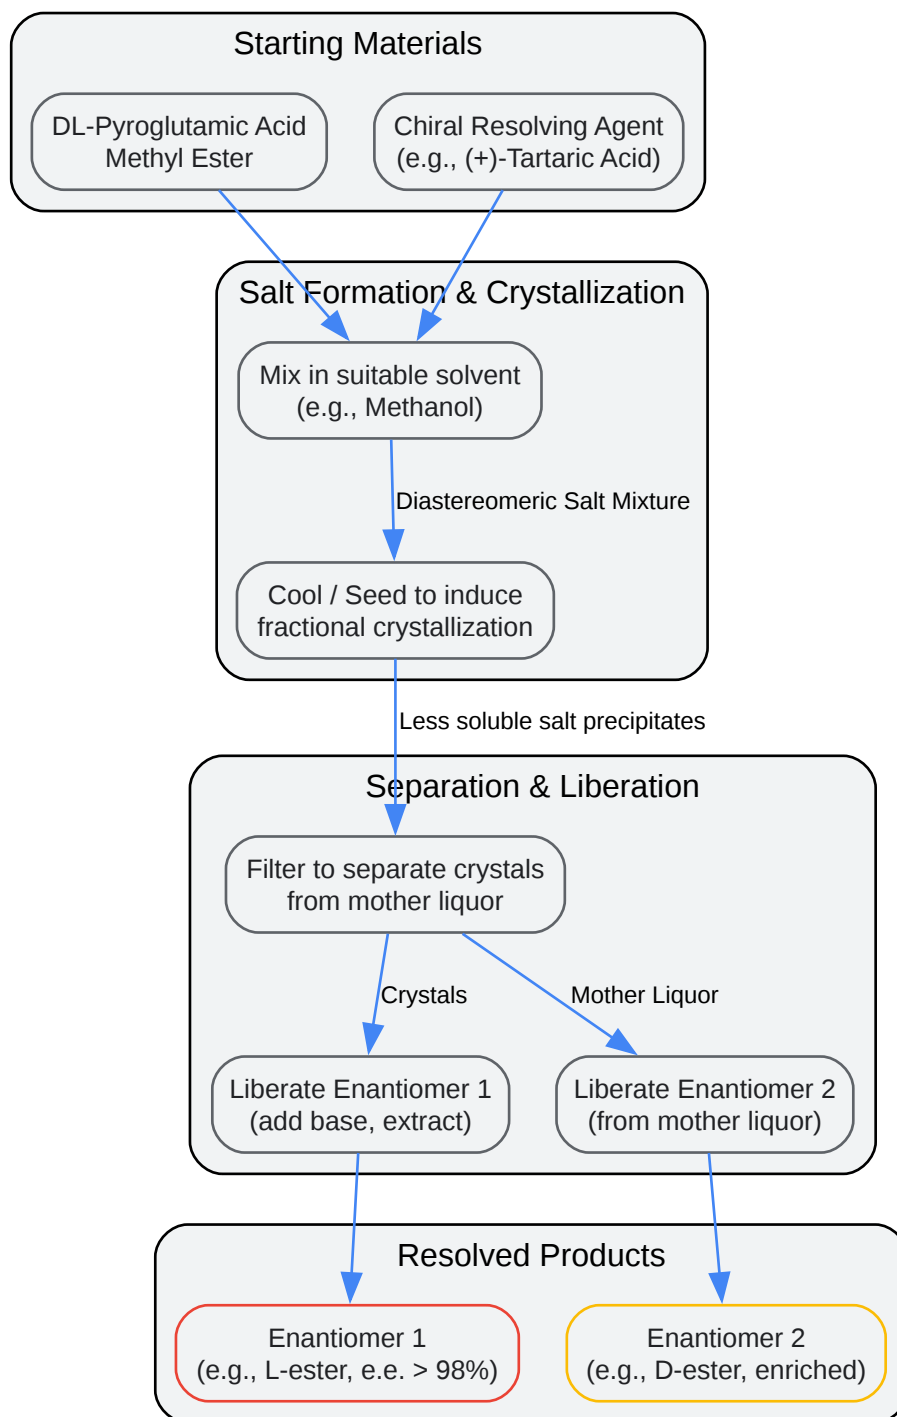 Starting Materials
DL-Pyroglutamic Acid
Methyl Ester
Chiral Resolving Agent
(e.g., (+)-Tartaric Acid)
Salt Formation & Crystallization
Mix in suitable solvent
(e.g., Methanol)
Diastereomeric Salt Mixture
Cool / Seed to induce
fractional crystallization
Less soluble salt precipitates
Separation & Liberation
Filter to separate crystals
from mother liquor
Crystals
Mother Liquor
Liberate Enantiomer 1
(add base, extract)
Liberate Enantiomer 2
(from mother liquor)
Resolved Products
Enantiomer 1
(e.g., L-ester, e.e. > 98%)
Enantiomer 2
(e.g., D-ester, enriched)